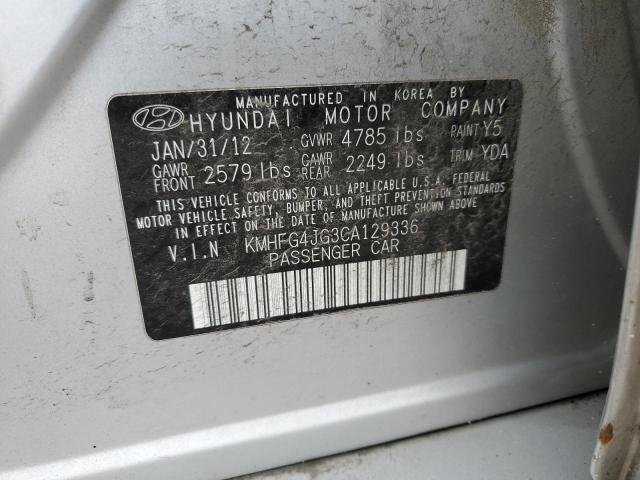 MANUFACTURED IN KOREA BY
HYUNDAI MOTOR COMPANY
JAN/31/12 GVWR 4785 lbs PAINT Y5
GAWR FRONT 2579 lbs GAWR REAR 2249 lbs TRIM YDA
THIS VEHICLE CONFORMS TO ALL APPLICABLE U.S.A. FEDERAL
MOTOR VEHICLE SAFETY, BUMPER, AND THEFT PREVENTION STANDARDS
IN EFFECT ON THE DATE OF MANUFACTURE SHOWN ABOVE.
V.I.N KMHFG4JG3CA129336
PASSENGER CAR